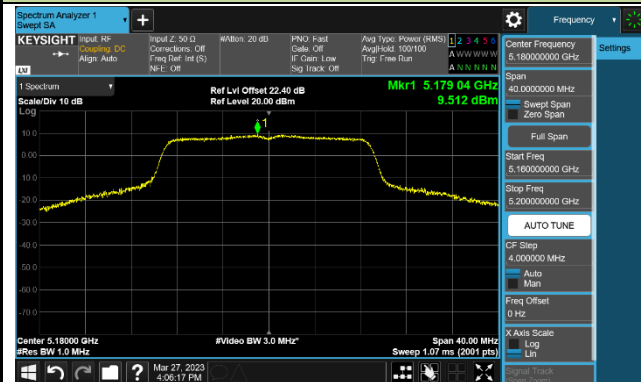 Spectrum Analyzer 1
Swept SA
Frequency
KEYSIGHT
Input: RF
Coupling: DC
Align: Auto
Input Z: 50 Ω
Corrections: Off
Freq Ref: Int (S)
NFE: Off
#Atten: 20 dB
PNO: Fast
Gate: Off
IF Gain: Low
Sig Track: Off
Avg Type: Power (RMS)
Avg|Hold: 100/100
Trig: Free Run
1 2 3 4 5 6
A W W W W W
A N N N N N
LXI
1 Spectrum
Scale/Div 10 dB
Ref Lvl Offset 22.40 dB
Ref Level 20.00 dBm
Mkr1 5.179 04 GHz
9.512 dBm
Log
1
10.0
0.00
-10.0
-20.0
-30.0
-40.0
-50.0
-60.0
-70.0
Center 5.18000 GHz
#Res BW 1.0 MHz
#Video BW 3.0 MHz*
Span 40.00 MHz
Sweep 1.07 ms (2001 pts)
Center Frequency
5.180000000 GHz
Settings
Span
40.0000000 MHz
Swept Span
Zero Span
Full Span
Start Freq
5.160000000 GHz
Stop Freq
5.200000000 GHz
AUTO TUNE
CF Step
4.000000 MHz
Auto
Man
Freq Offset
0 Hz
X Axis Scale
Log
Lin
Signal Track
(Span Zoom)
?
Mar 27, 2023
4:06:17 PM